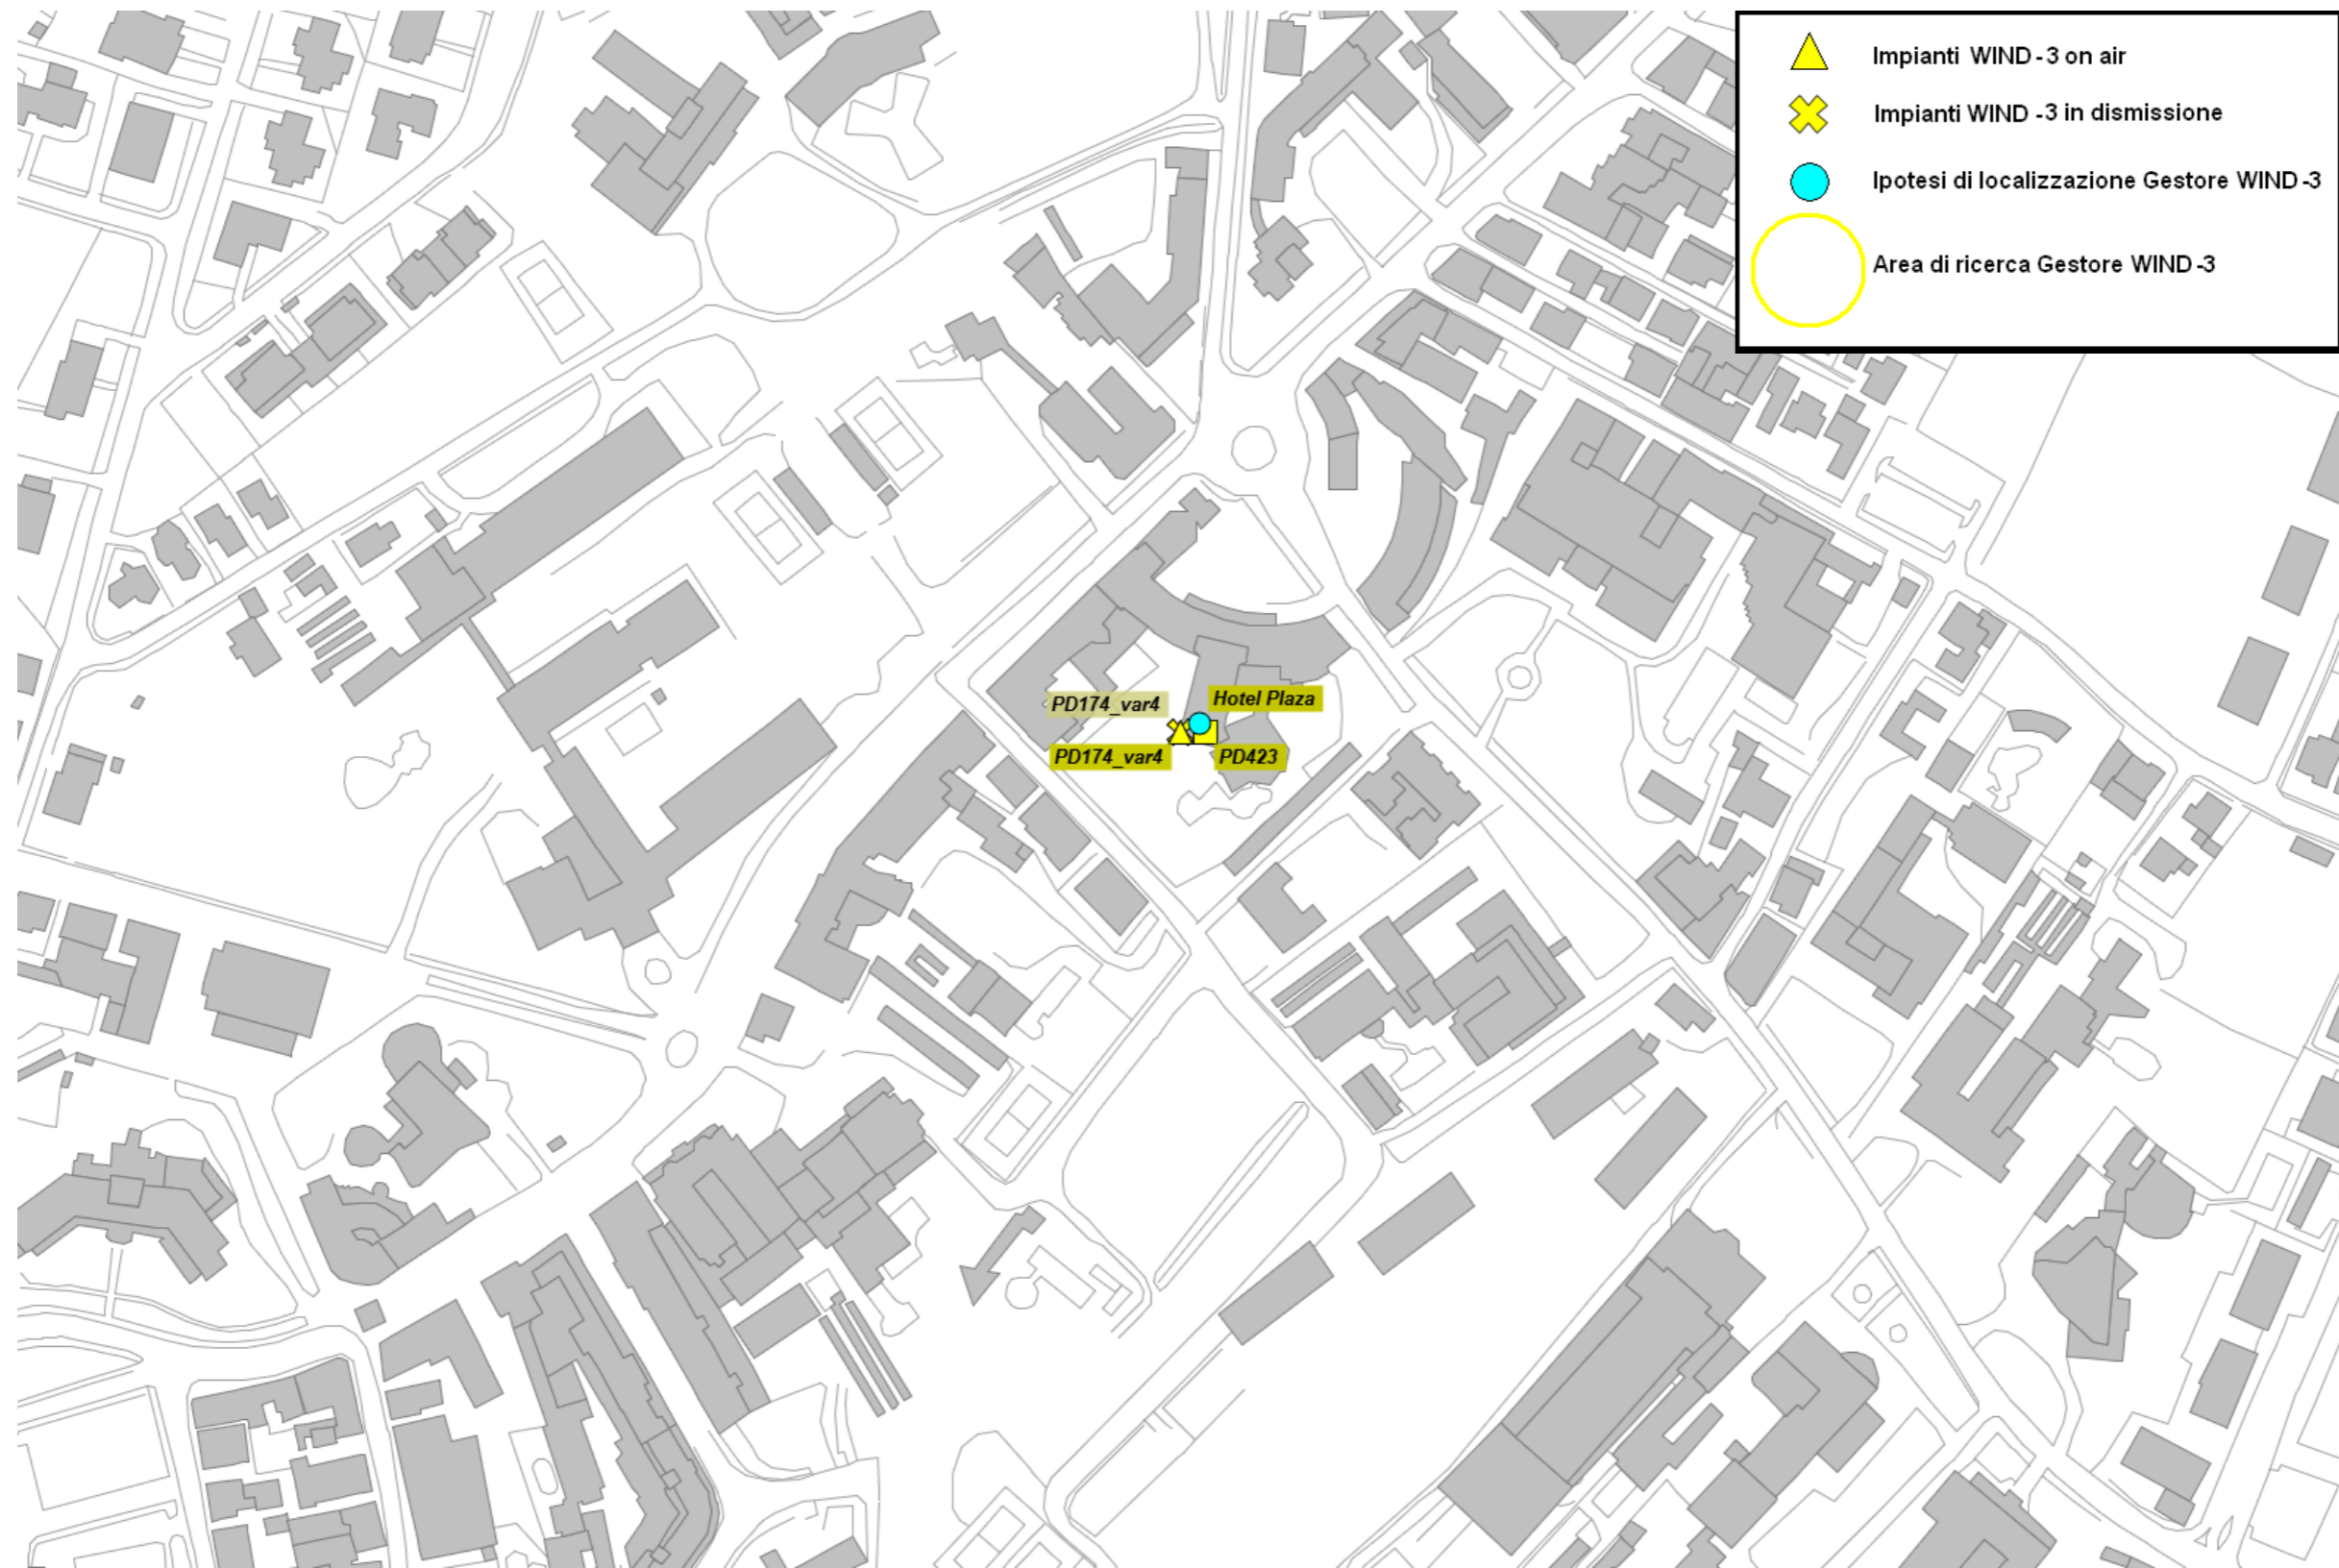 Impianti WIND-3 on air
Impianti WIND-3 in dismissione
Ipotesi di localizzazione Gestore WIND-3
Area di ricerca Gestore WIND-3
PD174_var4
Hotel Plaza
PD174_var4
PD423